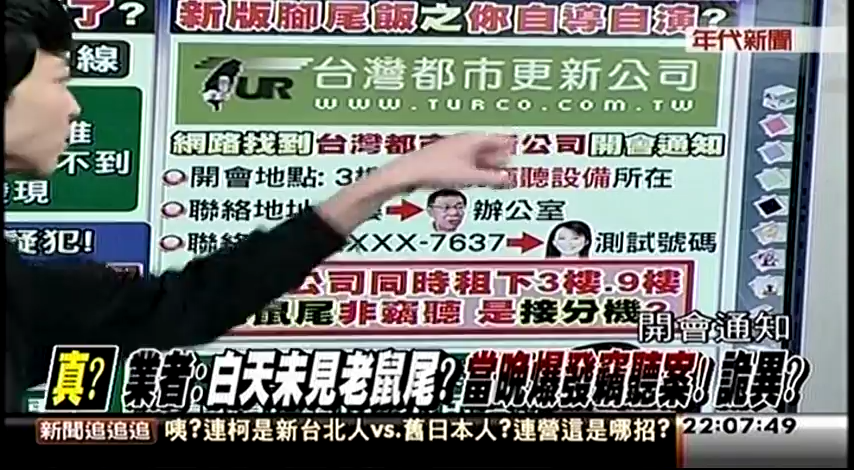 了?
新版腳尾飯之你自導自演?
年代新聞
線
TUR 台灣都市更新公司
WWW.TURCO.COM.TW
不到
發現
網路找到台灣都市 新公司開會通知
開會地點: 3 竊聽設備所在
聯絡地址 辦公室
聯絡 XXX-7637 測試號碼
疑犯!
公司同時租下3樓.9樓
鼠尾非竊聽 是接分機?
開會通知
真? 業者:白天未見老鼠尾?當晚爆發竊聽案!詭異?
新聞追追追 咦?連柯是新台北人vs.舊日本人?連營這是哪招? 22:07:49